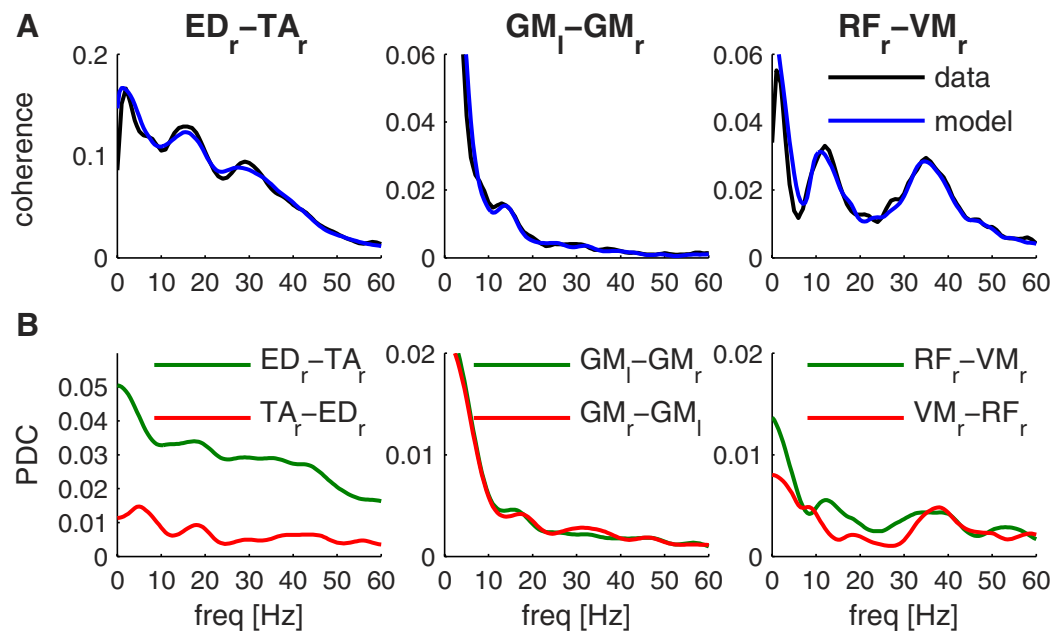 A
ED_r–TA_r
GM_l–GM_r
RF_r–VM_r
coherence
0.2
0.1
0
0 10 20 30 40 50 60
0.06
0.04
0.02
0
0 10 20 30 40 50 60
0.06
0.04
0.02
0
0 10 20 30 40 50 60
data
model
B
PDC
0.05
0.04
0.03
0.02
0.01
0
0 10 20 30 40 50 60
freq [Hz]
ED_r–TA_r
TA_r–ED_r
0.02
0.01
0
0 10 20 30 40 50 60
freq [Hz]
GM_l–GM_r
GM_r–GM_l
0.02
0.01
0
0 10 20 30 40 50 60
freq [Hz]
RF_r–VM_r
VM_r–RF_r